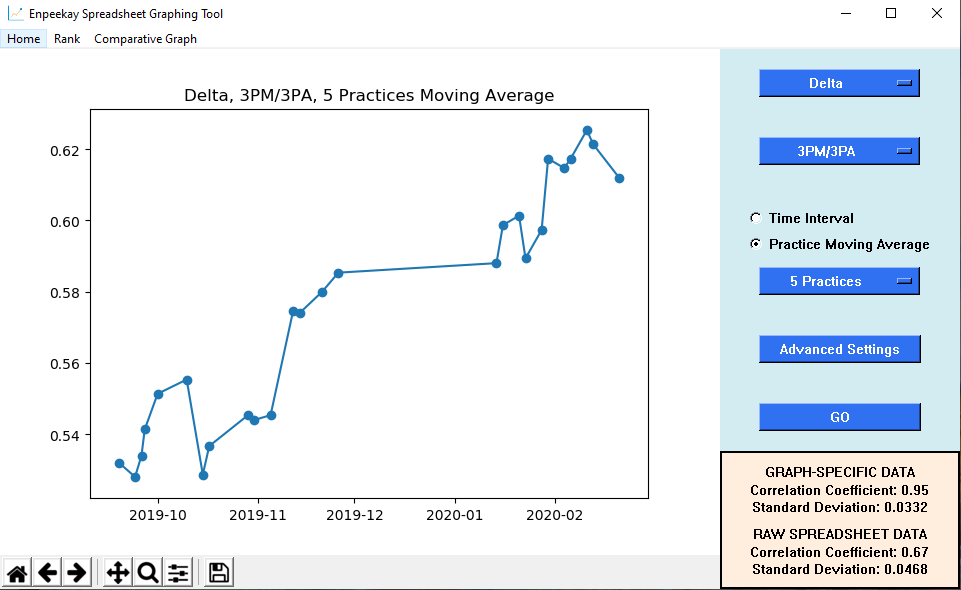 Enpeekay Spreadsheet Graphing Tool
Home Rank Comparative Graph
Delta, 3PM/3PA, 5 Practices Moving Average
0.62
0.60
0.58
0.56
0.54
2019-10 2019-11 2019-12 2020-01 2020-02
Delta
3PM/3PA
Time Interval
Practice Moving Average
5 Practices
Advanced Settings
GO
GRAPH-SPECIFIC DATA
Correlation Coefficient: 0.95
Standard Deviation: 0.0332
RAW SPREADSHEET DATA
Correlation Coefficient: 0.67
Standard Deviation: 0.0468